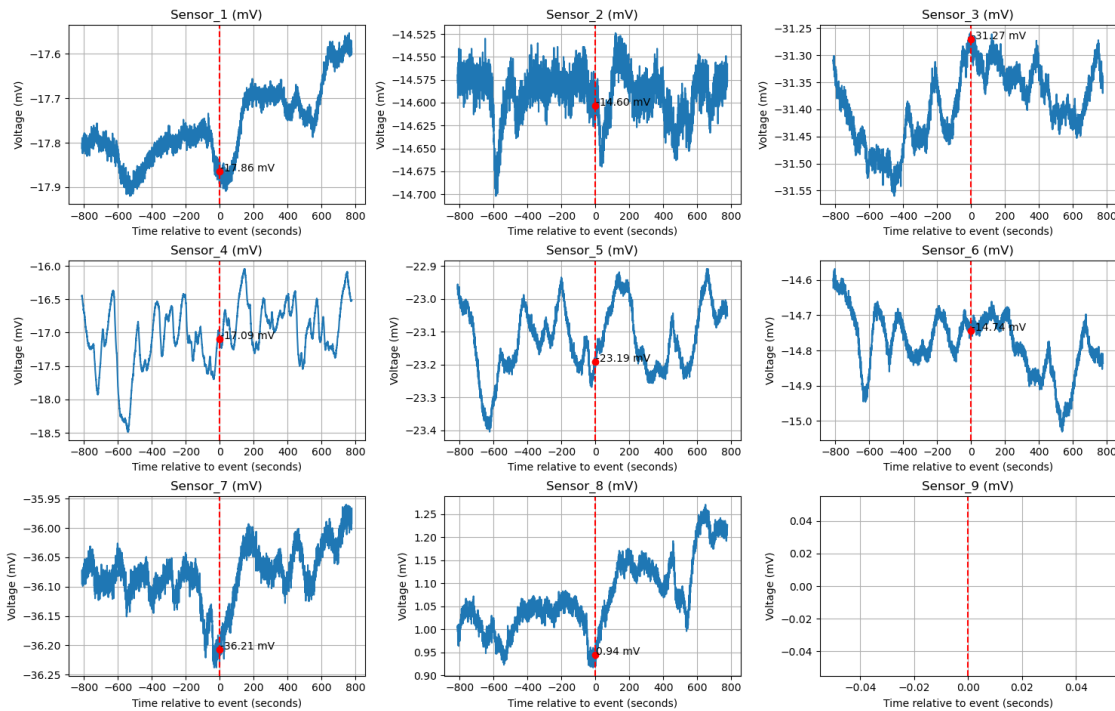 Sensor_1 (mV)
Voltage (mV)
−17.6
−17.7
−17.8
−17.9
-17.86 mV
−800 −600 −400 −200 0 200 400 600 800
Time relative to event (seconds)
Sensor_2 (mV)
Voltage (mV)
−14.525
−14.550
−14.575
−14.600
−14.625
−14.650
−14.675
−14.700
-14.60 mV
−800 −600 −400 −200 0 200 400 600 800
Time relative to event (seconds)
Sensor_3 (mV)
Voltage (mV)
−31.25
−31.30
−31.35
−31.40
−31.45
−31.50
−31.55
-31.27 mV
−800 −600 −400 −200 0 200 400 600 800
Time relative to event (seconds)
Sensor_4 (mV)
Voltage (mV)
−16.0
−16.5
−17.0
−17.5
−18.0
−18.5
-17.09 mV
−800 −600 −400 −200 0 200 400 600 800
Time relative to event (seconds)
Sensor_5 (mV)
Voltage (mV)
−22.9
−23.0
−23.1
−23.2
−23.3
−23.4
-23.19 mV
−800 −600 −400 −200 0 200 400 600 800
Time relative to event (seconds)
Sensor_6 (mV)
Voltage (mV)
−14.6
−14.7
−14.8
−14.9
−15.0
-14.74 mV
−800 −600 −400 −200 0 200 400 600 800
Time relative to event (seconds)
Sensor_7 (mV)
Voltage (mV)
−35.95
−36.00
−36.05
−36.10
−36.15
−36.20
−36.25
-36.21 mV
−800 −600 −400 −200 0 200 400 600 800
Time relative to event (seconds)
Sensor_8 (mV)
Voltage (mV)
1.25
1.20
1.15
1.10
1.05
1.00
0.95
0.90
0.94 mV
−800 −600 −400 −200 0 200 400 600 800
Time relative to event (seconds)
Sensor_9 (mV)
Voltage (mV)
0.04
0.02
0.00
−0.02
−0.04
−0.04 −0.02 0.00 0.02 0.04
Time relative to event (seconds)